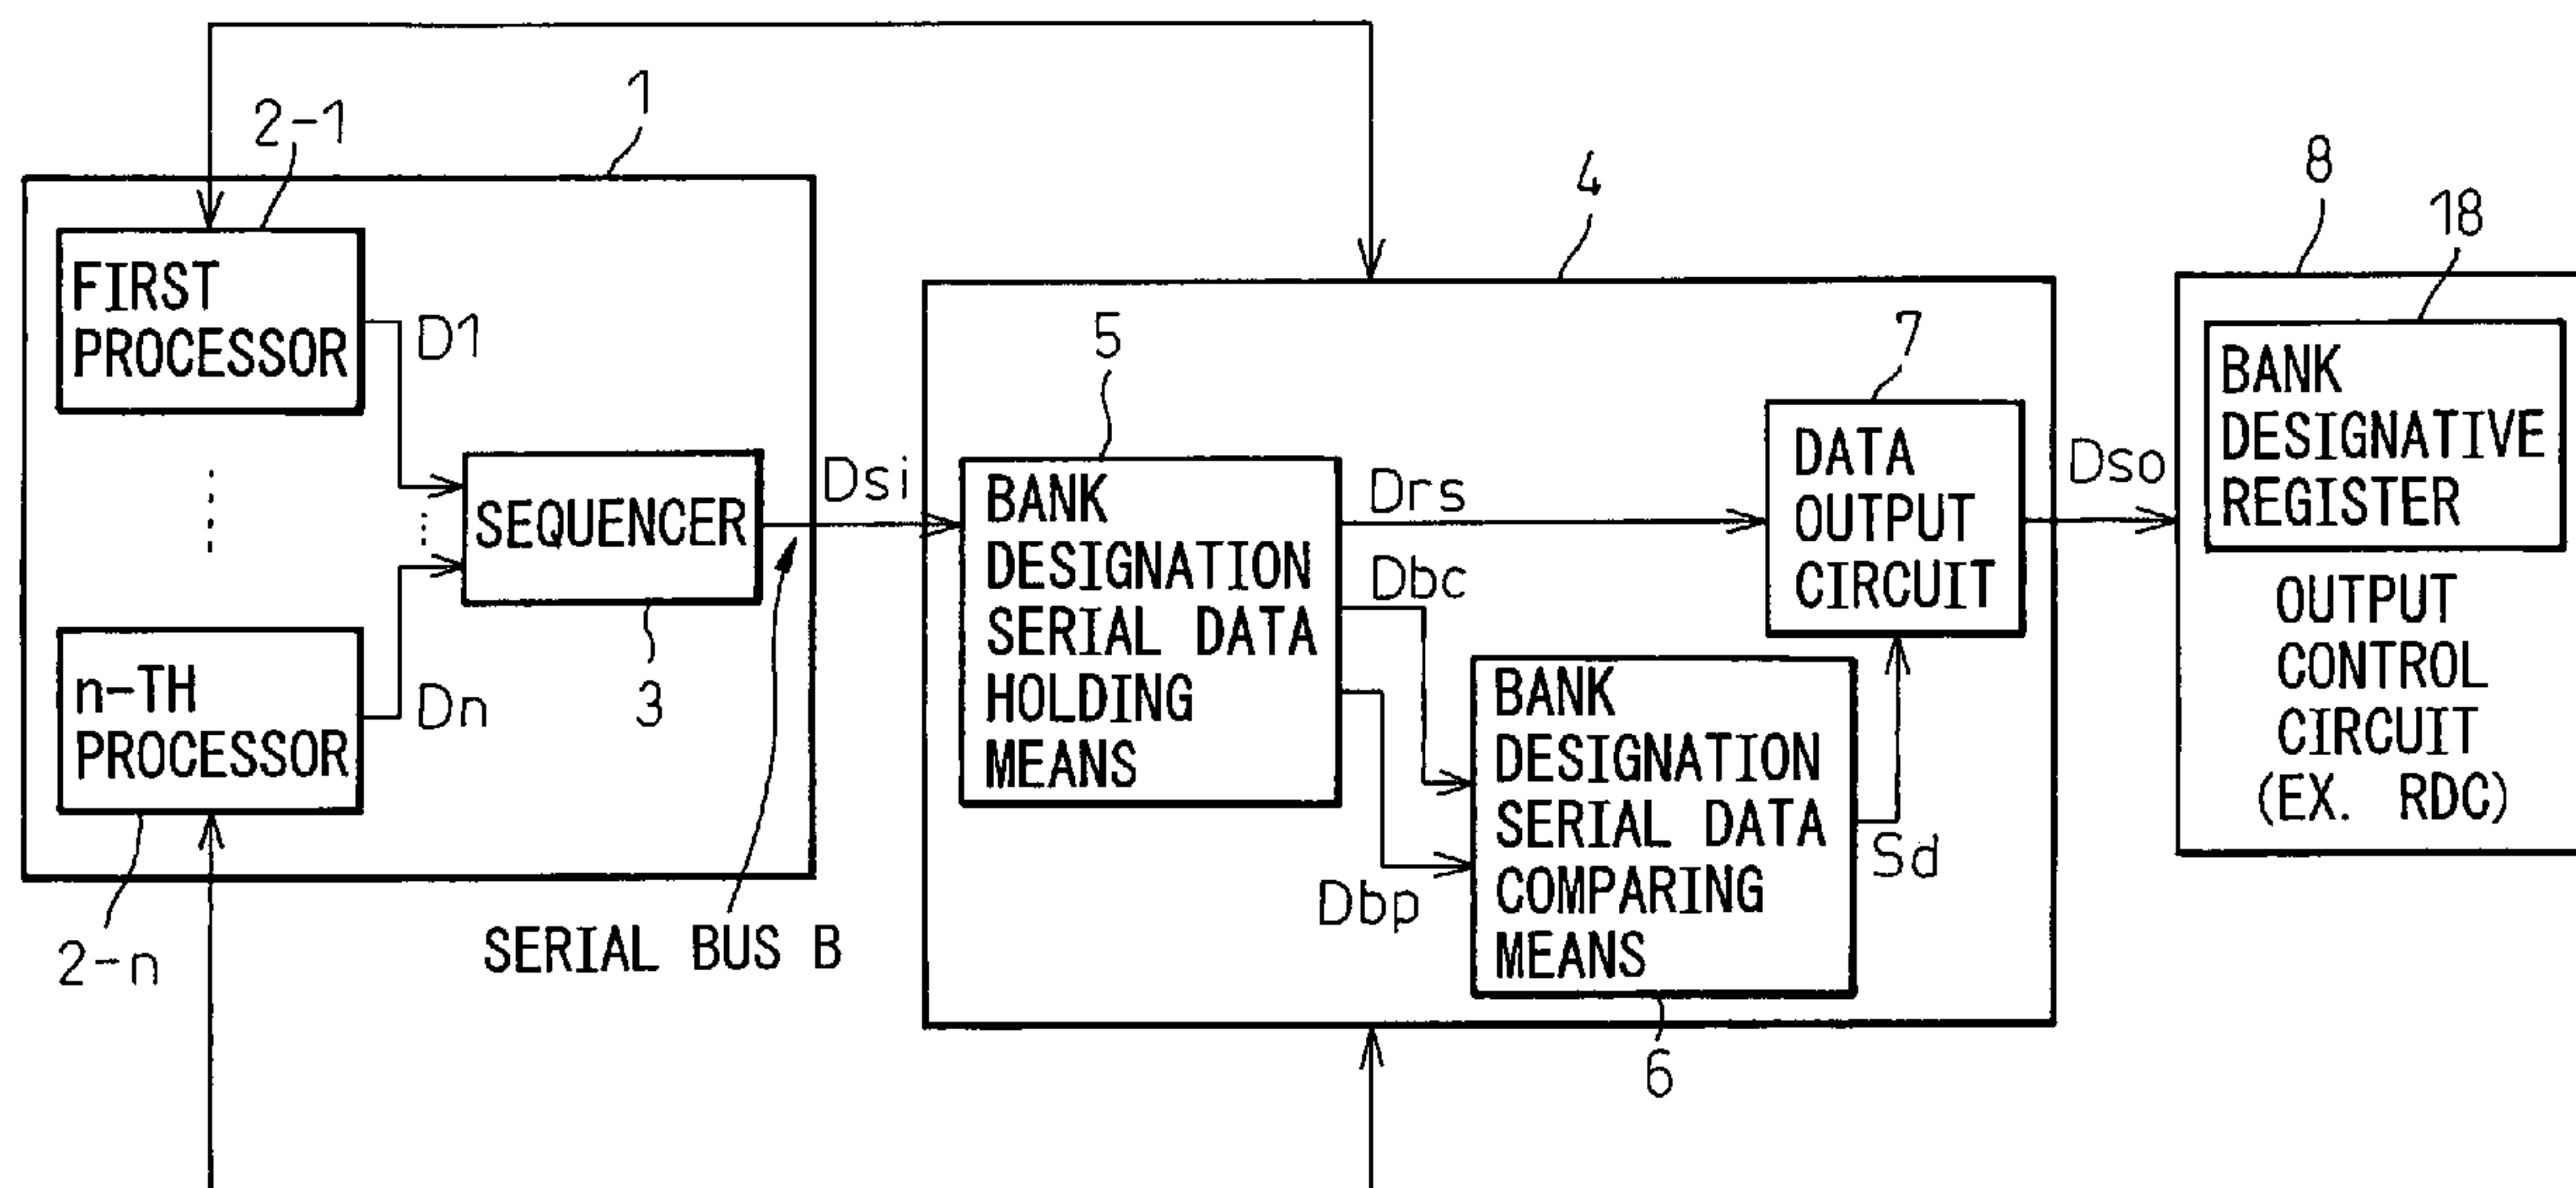 1
2-1
FIRST
PROCESSOR
D1
SEQUENCER
3
n-TH
PROCESSOR
Dn
2-n
SERIAL BUS B
Dsi
4
5
BANK
DESIGNATION
SERIAL DATA
HOLDING
MEANS
Drs
Dbc
Dbp
BANK
DESIGNATION
SERIAL DATA
COMPARING
MEANS
6
Sd
7
DATA
OUTPUT
CIRCUIT
Dso
8
18
BANK
DESIGNATIVE
REGISTER
OUTPUT
CONTROL
CIRCUIT
(EX. RDC)